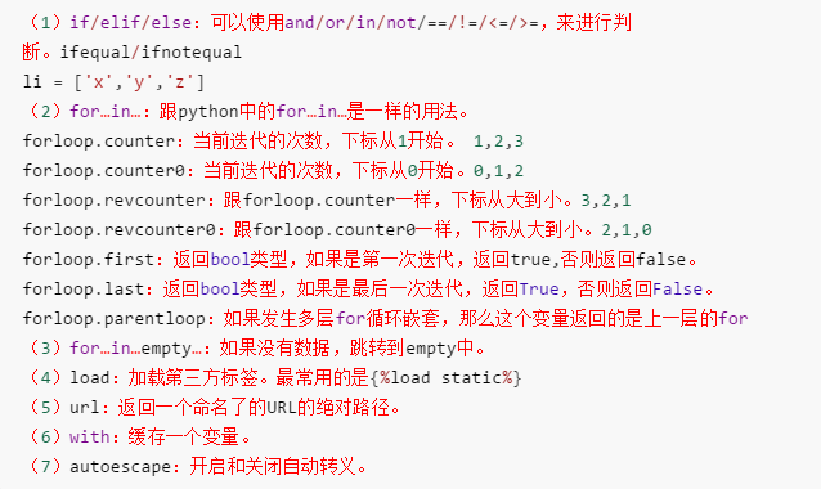 （1）if/elif/else：可以使用and/or/in/not/==/!=/<=/>=，来进行判
断。ifequal/ifnotequal
li = ['x','y','z']
（2）for…in…：跟python中的for…in…是一样的用法。
forloop.counter：当前迭代的次数，下标从1开始。 1,2,3
forloop.counter0：当前迭代的次数，下标从0开始。0,1,2
forloop.revcounter：跟forloop.counter一样，下标从大到小。3,2,1
forloop.revcounter0：跟forloop.counter0一样，下标从大到小。2,1,0
forloop.first：返回bool类型，如果是第一次迭代，返回true,否则返回false。
forloop.last：返回bool类型，如果是最后一次迭代，返回True，否则返回False。
forloop.parentloop：如果发生多层for循环嵌套，那么这个变量返回的是上一层的for
（3）for…in…empty…：如果没有数据，跳转到empty中。
（4）load：加载第三方标签。最常用的是{%load static%}
（5）url：返回一个命名了的URL的绝对路径。
（6）with：缓存一个变量。
（7）autoescape：开启和关闭自动转义。